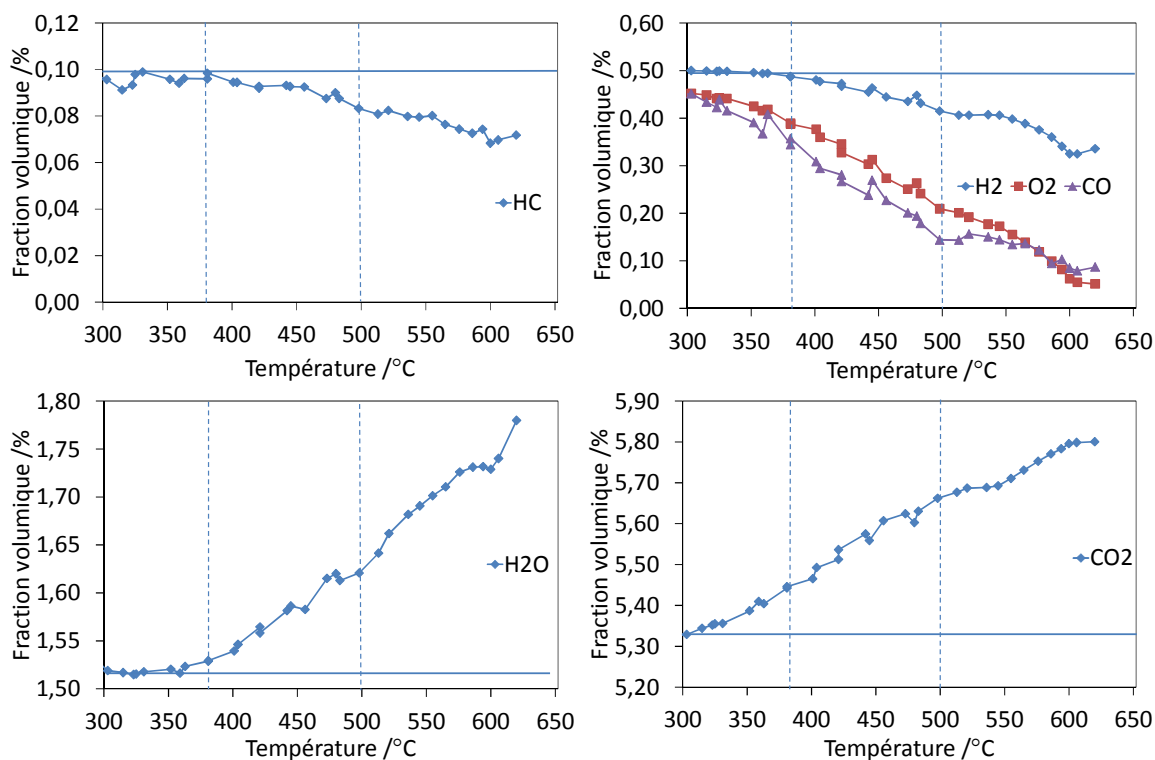 0,12
0,10
0,08
0,06
0,04
0,02
0,00
Fraction volumique /%
HC
300 350 400 450 500 550 600 650
Température /°C
0,60
0,50
0,40
0,30
0,20
0,10
0,00
Fraction volumique /%
H2 O2 CO
300 350 400 450 500 550 600 650
Température /°C
1,80
1,75
1,70
1,65
1,60
1,55
1,50
Fraction volumique /%
H2O
300 350 400 450 500 550 600 650
Température /°C
5,90
5,80
5,70
5,60
5,50
5,40
5,30
5,20
Fraction volumique /%
CO2
300 350 400 450 500 550 600 650
Température /°C